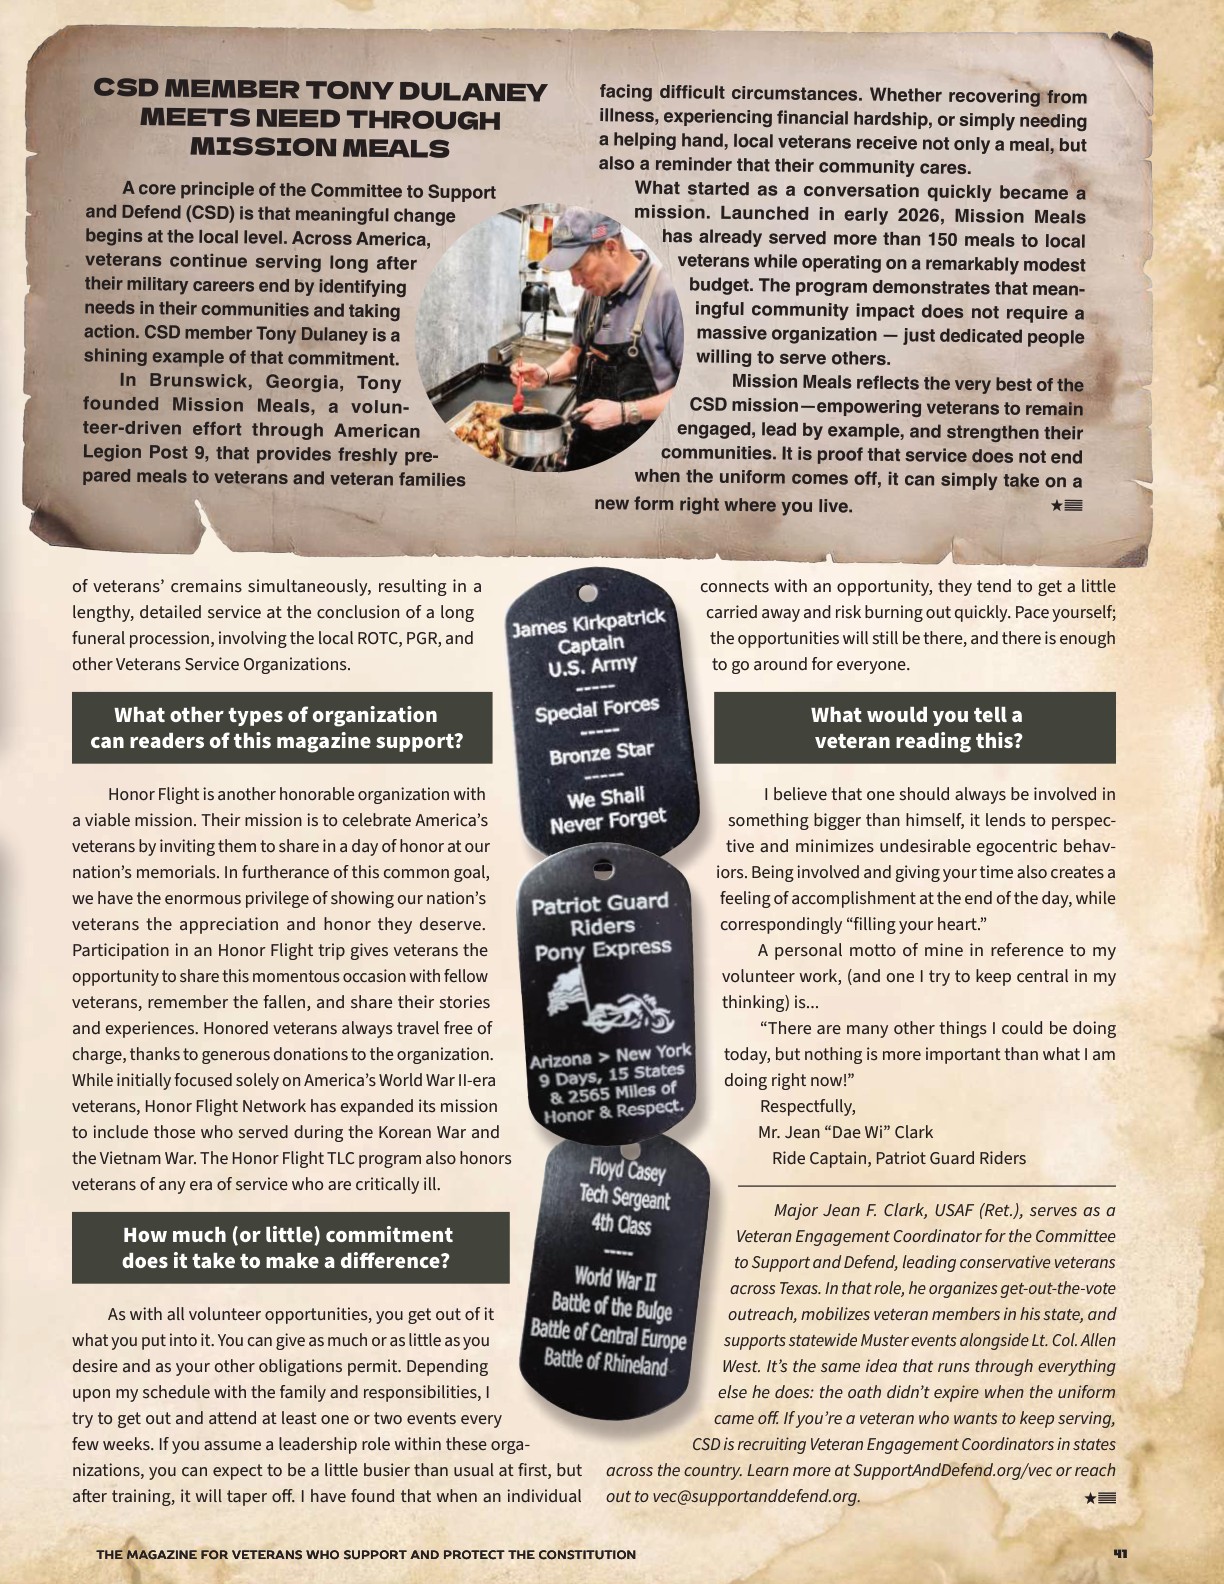 CSD MEMBER TONY DULANEY
MEETS NEED THROUGH
MISSION MEALS
A core principle of the Committee to Support
and Defend (CSD) is that meaningful change
begins at the local level. Across America,
veterans continue serving long after
their military careers end by identifying
needs in their communities and taking
action. CSD member Tony Dulaney is a
shining example of that commitment.
In Brunswick, Georgia, Tony
founded Mission Meals, a volun-
teer-driven effort through American
Legion Post 9, that provides freshly pre-
pared meals to veterans and veteran families
facing difficult circumstances. Whether recovering from
illness, experiencing financial hardship, or simply needing
a helping hand, local veterans receive not only a meal, but
also a reminder that their community cares.
What started as a conversation quickly became a
mission. Launched in early 2026, Mission Meals
has already served more than 150 meals to local
veterans while operating on a remarkably modest
budget. The program demonstrates that mean-
ingful community impact does not require a
massive organization — just dedicated people
willing to serve others.
Mission Meals reflects the very best of the
CSD mission—empowering veterans to remain
engaged, lead by example, and strengthen their
communities. It is proof that service does not end
when the uniform comes off, it can simply take on a
new form right where you live.
of veterans’ cremains simultaneously, resulting in a
lengthy, detailed service at the conclusion of a long
funeral procession, involving the local ROTC, PGR, and
other Veterans Service Organizations.
What other types of organization
can readers of this magazine support?
Honor Flight is another honorable organization with
a viable mission. Their mission is to celebrate America’s
veterans by inviting them to share in a day of honor at our
nation’s memorials. In furtherance of this common goal,
we have the enormous privilege of showing our nation’s
veterans the appreciation and honor they deserve.
Participation in an Honor Flight trip gives veterans the
opportunity to share this momentous occasion with fellow
veterans, remember the fallen, and share their stories
and experiences. Honored veterans always travel free of
charge, thanks to generous donations to the organization.
While initially focused solely on America’s World War II-era
veterans, Honor Flight Network has expanded its mission
to include those who served during the Korean War and
the Vietnam War. The Honor Flight TLC program also honors
veterans of any era of service who are critically ill.
How much (or little) commitment
does it take to make a difference?
As with all volunteer opportunities, you get out of it
what you put into it. You can give as much or as little as you
desire and as your other obligations permit. Depending
upon my schedule with the family and responsibilities, I
try to get out and attend at least one or two events every
few weeks. If you assume a leadership role within these orga-
nizations, you can expect to be a little busier than usual at first, but
after training, it will taper off. I have found that when an individual
James Kirkpatrick
Captain
U.S. Army
-----
Special Forces
-----
Bronze Star
-----
We Shall
Never Forget
Patriot Guard
Riders
Pony Express
Arizona > New York
9 Days, 15 States
& 2565 Miles of
Honor & Respect.
Floyd Casey
Tech Sergeant
4th Class
-----
World War II
Battle of the Bulge
Battle of Central Europe
Battle of Rhineland
connects with an opportunity, they tend to get a little
carried away and risk burning out quickly. Pace yourself;
the opportunities will still be there, and there is enough
to go around for everyone.
What would you tell a
veteran reading this?
I believe that one should always be involved in
something bigger than himself, it lends to perspec-
tive and minimizes undesirable egocentric behav-
iors. Being involved and giving your time also creates a
feeling of accomplishment at the end of the day, while
correspondingly “filling your heart.”
A personal motto of mine in reference to my
volunteer work, (and one I try to keep central in my
thinking) is...
“There are many other things I could be doing
today, but nothing is more important than what I am
doing right now!”
Respectfully,
Mr. Jean “Dae Wi” Clark
Ride Captain, Patriot Guard Riders
Major Jean F. Clark, USAF (Ret.), serves as a
Veteran Engagement Coordinator for the Committee
to Support and Defend, leading conservative veterans
across Texas. In that role, he organizes get-out-the-vote
outreach, mobilizes veteran members in his state, and
supports statewide Muster events alongside Lt. Col. Allen
West. It’s the same idea that runs through everything
else he does: the oath didn’t expire when the uniform
came off. If you’re a veteran who wants to keep serving,
CSD is recruiting Veteran Engagement Coordinators in states
across the country. Learn more at SupportAndDefend.org/vec or reach
out to vec@supportanddefend.org.
THE MAGAZINE FOR VETERANS WHO SUPPORT AND PROTECT THE CONSTITUTION
41